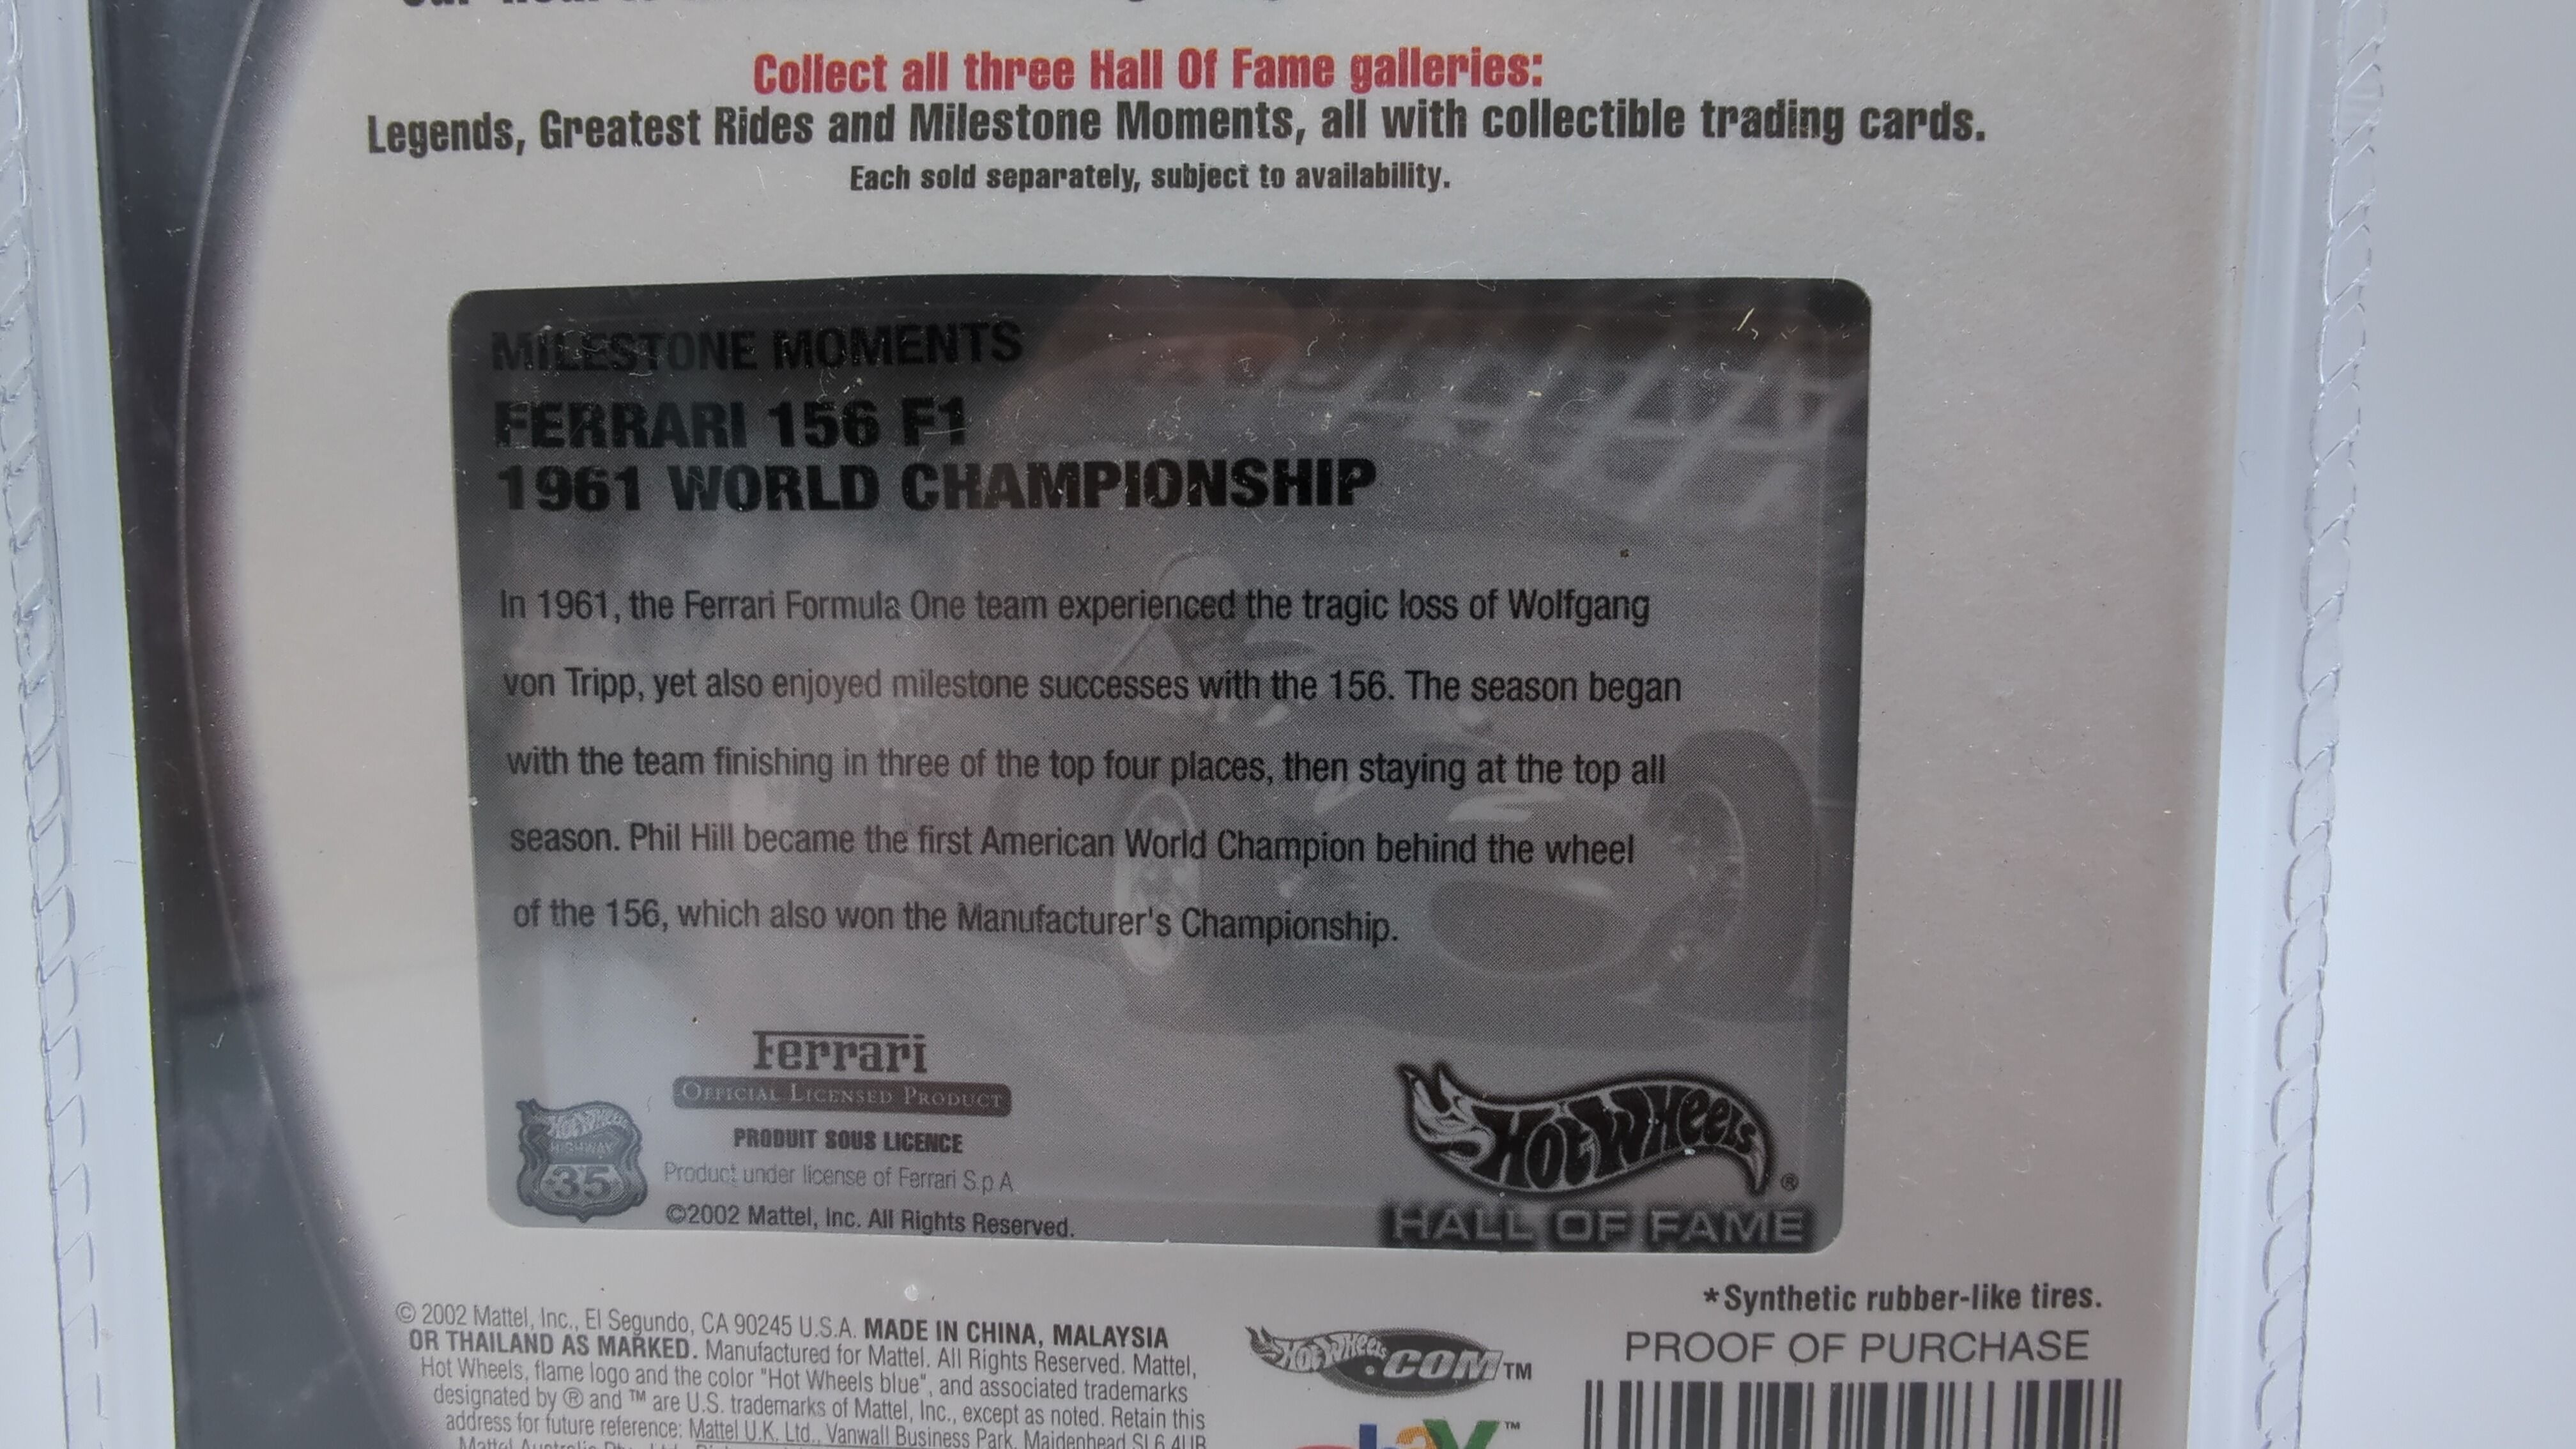 Collect all three Hall Of Fame galleries:
Legends, Greatest Rides and Milestone Moments, all with collectible trading cards.
Each sold separately, subject to availability.
MILESTONE MOMENTS
FERRARI 156 F1
1961 WORLD CHAMPIONSHIP
In 1961, the Ferrari Formula One team experienced the tragic loss of Wolfgang
von Tripp, yet also enjoyed milestone successes with the 156. The season began
with the team finishing in three of the top four places, then staying at the top all
season. Phil Hill became the first American World Champion behind the wheel
of the 156, which also won the Manufacturer's Championship.
Ferrari
OFFICIAL LICENSED PRODUCT
PRODUIT SOUS LICENCE
Product under license of Ferrari S.p.A.
©2002 Mattel, Inc. All Rights Reserved.
HOT WHEELS
HIGHWAY
35
Hot Wheels ®
HALL OF FAME
*Synthetic rubber-like tires.
PROOF OF PURCHASE
© 2002 Mattel, Inc., El Segundo, CA 90245 U.S.A. MADE IN CHINA, MALAYSIA
OR THAILAND AS MARKED. Manufactured for Mattel. All Rights Reserved. Mattel,
Hot Wheels, flame logo and the color "Hot Wheels blue", and associated trademarks
designated by ® and ™ are U.S. trademarks of Mattel, Inc., except as noted. Retain this
address for future reference: Mattel U.K. Ltd., Vanwall Business Park, Maidenhead SL6 4UB
Mattel Australia
Hot Wheels .COM™
ebay™